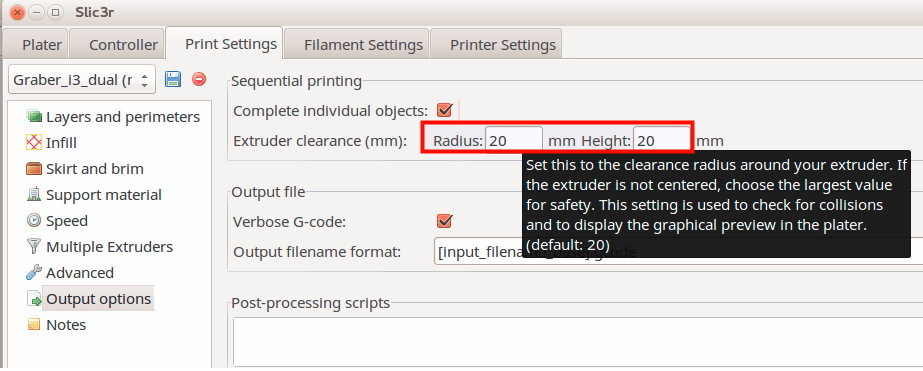 Slic3r
Plater Controller Print Settings Filament Settings Printer Settings
Graber_i3_dual (r
Layers and perimeters
Infill
Skirt and brim
Support material
Speed
Multiple Extruders
Advanced
Output options
Notes
Sequential printing
Complete individual objects:
Extruder clearance (mm): Radius: 20 mm Height: 20 mm
Set this to the clearance radius around your extruder. If
the extruder is not centered, choose the largest value
for safety. This setting is used to check for collisions
and to display the graphical preview in the plater.
(default: 20)
Output file
Verbose G-code:
Output filename format: [input_filename_base].gcode
Post-processing scripts